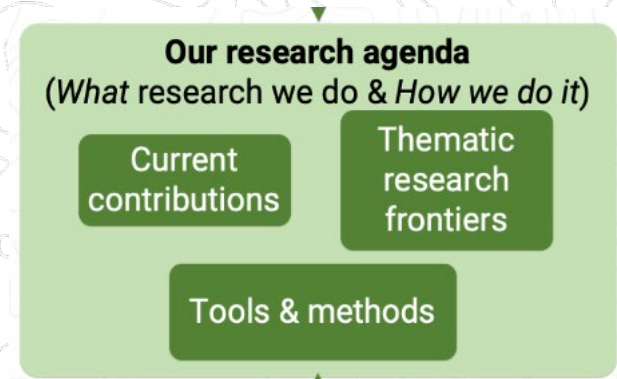 Our research agenda
(What research we do & How we do it)
Current
contributions
Thematic
research
frontiers
Tools & methods